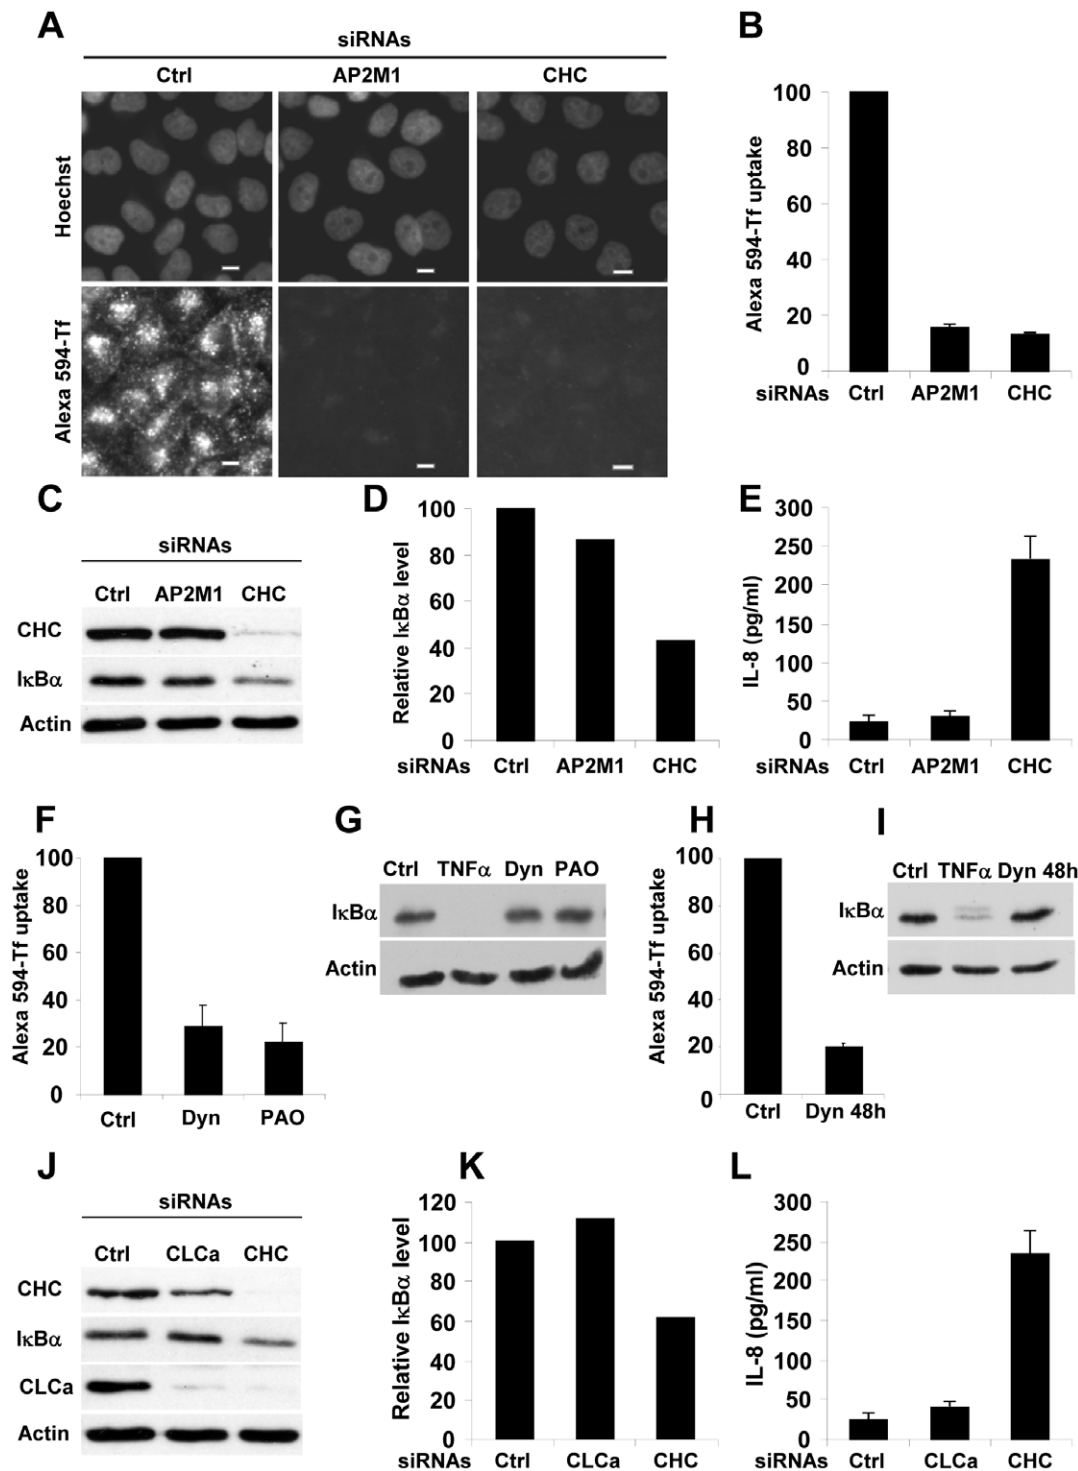 A
siRNAs
Ctrl AP2M1 CHC
Hoechst
Alexa 594-Tf
B
Alexa 594-Tf uptake
100
80
60
40
20
0
siRNAs Ctrl AP2M1 CHC
C
siRNAs
Ctrl AP2M1 CHC
CHC
IκBα
Actin
D
Relative IκBα level
100
80
60
40
20
0
siRNAs Ctrl AP2M1 CHC
E
IL-8 (pg/ml)
300
250
200
150
100
50
0
siRNAs Ctrl AP2M1 CHC
F
Alexa 594-Tf uptake
100
80
60
40
20
0
Ctrl Dyn PAO
G
Ctrl TNFα Dyn PAO
IκBα
Actin
H
Alexa 594-Tf uptake
100
80
60
40
20
0
Ctrl Dyn 48h
I
Ctrl TNFα Dyn 48h
IκBα
Actin
J
siRNAs
Ctrl CLCa CHC
CHC
IκBα
CLCa
Actin
K
Relative IκBα level
120
100
80
60
40
20
0
siRNAs Ctrl CLCa CHC
L
IL-8 (pg/ml)
300
250
200
150
100
50
0
siRNAs Ctrl CLCa CHC